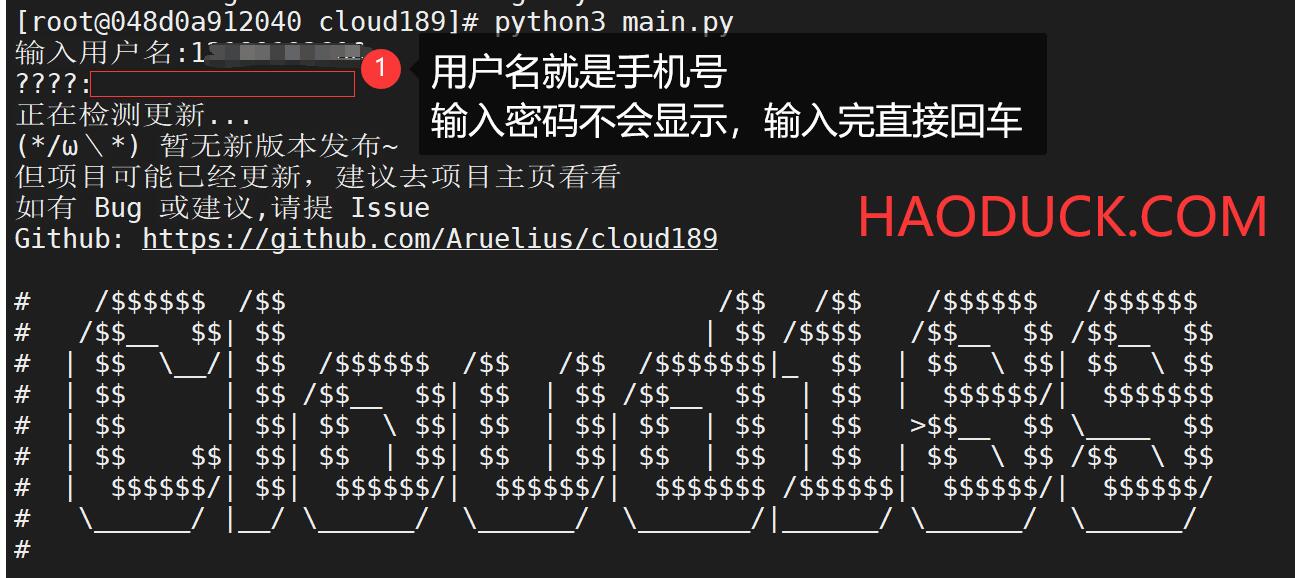 [root@048d0a912040 cloud189]# python3 main.py
输入用户名:1
????:
1
用户名就是手机号
输入密码不会显示，输入完直接回车
正在检测更新...
(*/ω＼*) 暂无新版本发布~
但项目可能已经更新，建议去项目主页看看
如有 Bug 或建议,请提 Issue
Github: https://github.com/Aruelius/cloud189
HAODUCK.COM
#    /$$$$$$  /$$                           /$$   /$$    /$$$$$$   /$$$$$$
#   /$$__  $$| $$                          | $$ /$$$$   /$$__  $$ /$$__  $$
#  | $$  \__/| $$  /$$$$$$  /$$   /$$  /$$$$$$$|_  $$  | $$  \ $$| $$  \ $$
#  | $$      | $$ /$$__  $$| $$  | $$ /$$__  $$  | $$  |  $$$$$$/|  $$$$$$$
#  | $$      | $$| $$  \ $$| $$  | $$| $$  | $$  | $$   >$$__  $$ \____  $$
#  | $$    $$| $$| $$  | $$| $$  | $$| $$  | $$  | $$  | $$  \ $$ /$$  \ $$
#  |  $$$$$$/| $$|  $$$$$$/|  $$$$$$/|  $$$$$$$ /$$$$$$|  $$$$$$/|  $$$$$$/
#   \______/ |__/ \______/  \______/  \_______/|______/ \______/  \______/
#